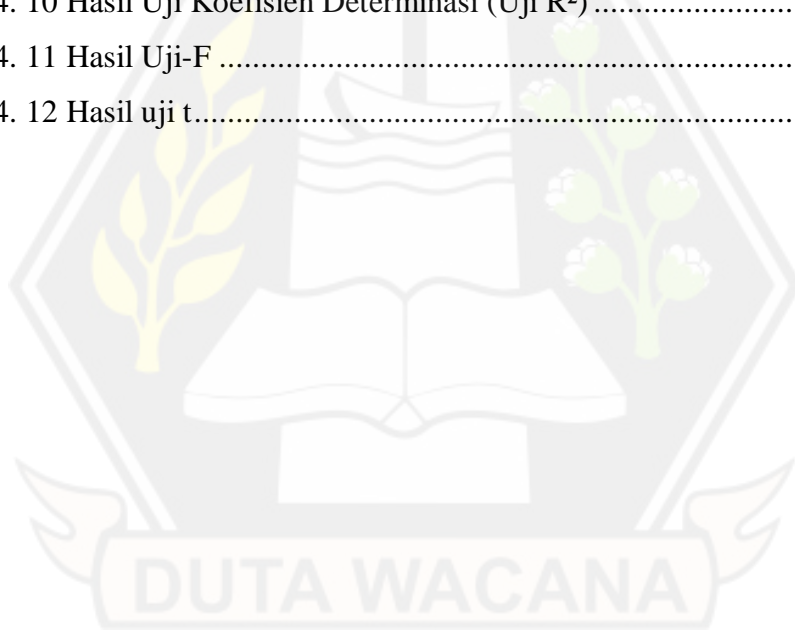 4. 10 Hasil Uji Koefisien Determinasi (Uji R²) ....................................
4. 11 Hasil Uji-F ..........................................................................................
4. 12 Hasil uji t..............................................................................................
DUTA WACANA